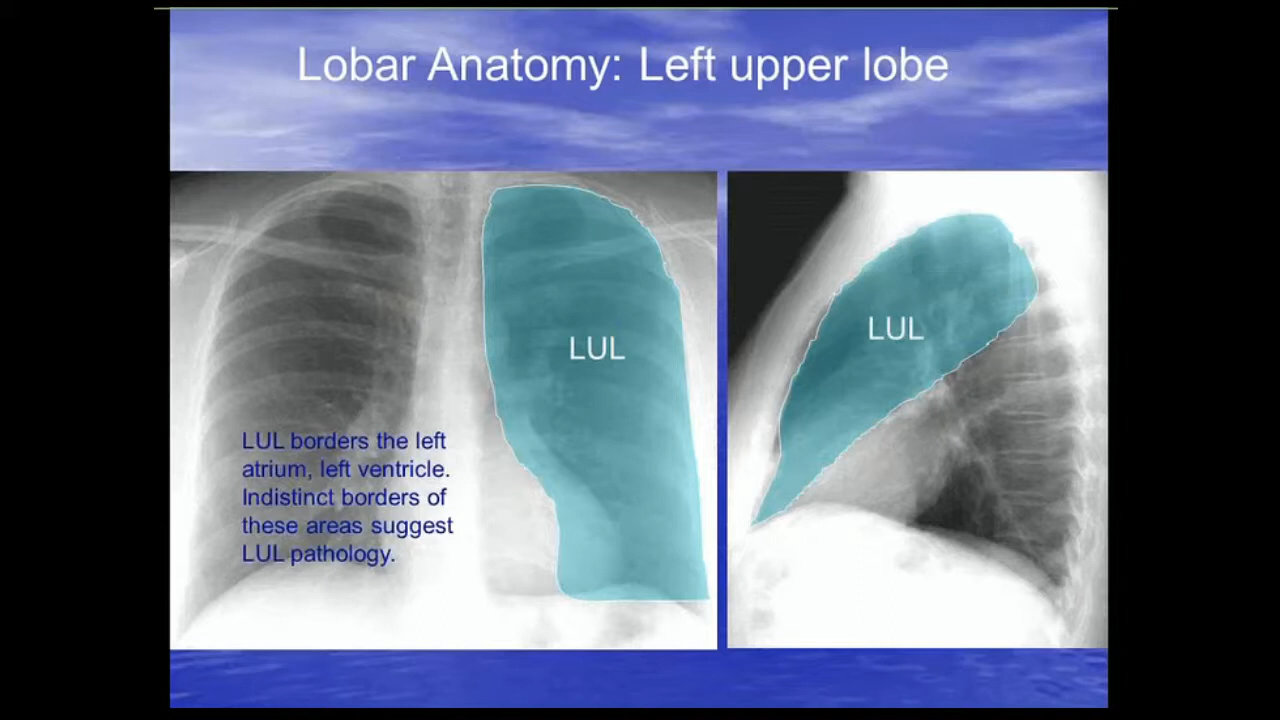 Lobar Anatomy: Left upper lobe
LUL
LUL
LUL borders the left
atrium, left ventricle.
Indistinct borders of
these areas suggest
LUL pathology.